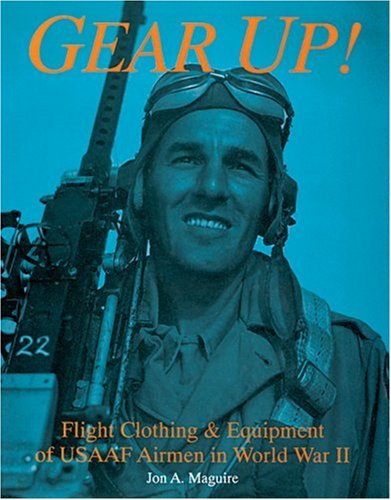 GEAR UP!
22
Flight Clothing & Equipment
of USAAF Airmen in World War II
Jon A. Maguire